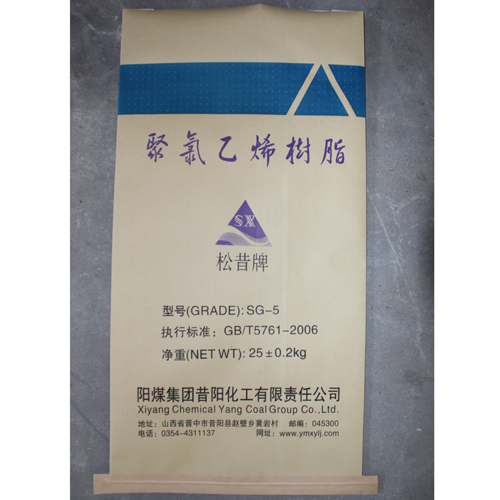 聚氯乙烯樹脂
SX
松昔牌
型号(GRADE): SG-5
执行标准: GB/T5761-2006
净重(NET WT): 25±0.2kg
阳煤集团昔阳化工有限责任公司
Xiyang Chemical Yang Coal Group Co.,Ltd.
地址: 山西省晋中市昔阳县赵壁乡黄岩村 邮编: 045300
电话: 0354-4311137 网址: www.ymxylj.com